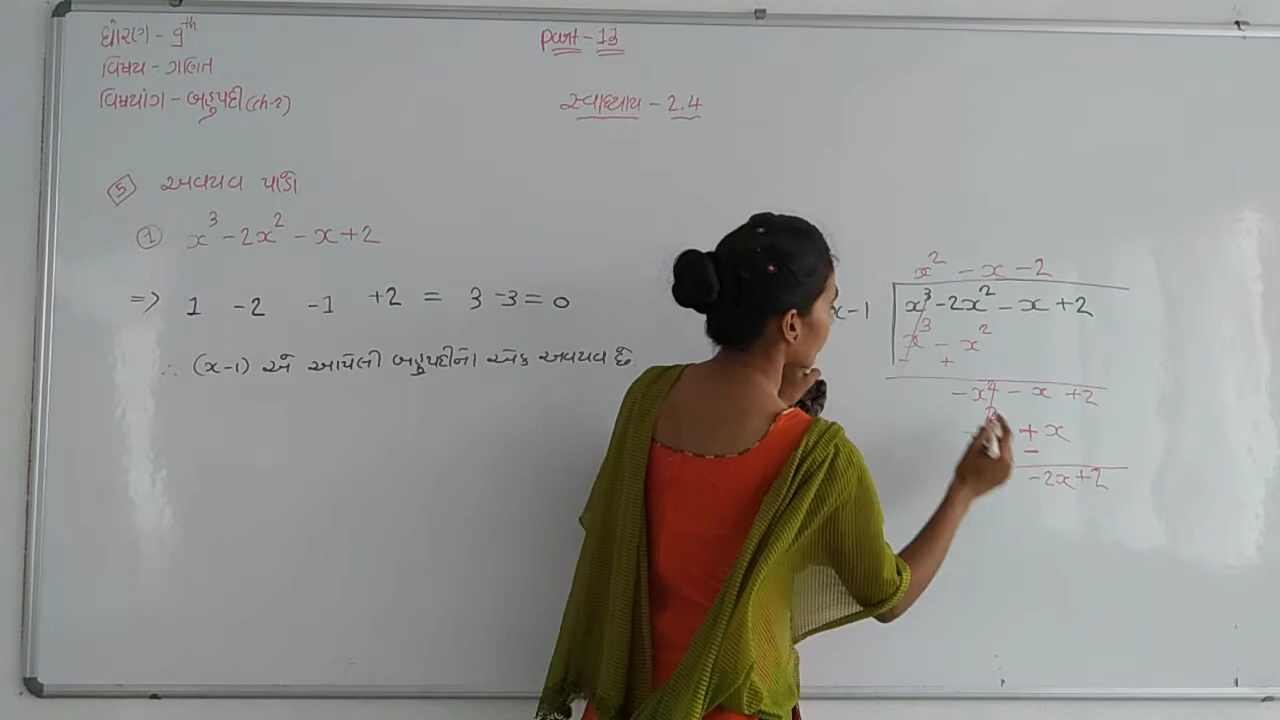 ધોરણ - 9th
વિષય - ગણિત
વિષયાંગ - બહુપદી (ch-2)
Part - 13
સ્વાધ્યાય - 2.4
5 અવયવ પાડો
① x³ - 2x² - x + 2
=> 1 -2 -1 +2 = 3 -3 = 0
∴ (x-1) એ આપેલી બહુપદીનો એક અવયવ છે.
x² - x - 2
x-1 x³ - 2x² - x + 2
x³ - x²
- +
- x² - x + 2
+ x
-
-2x+2